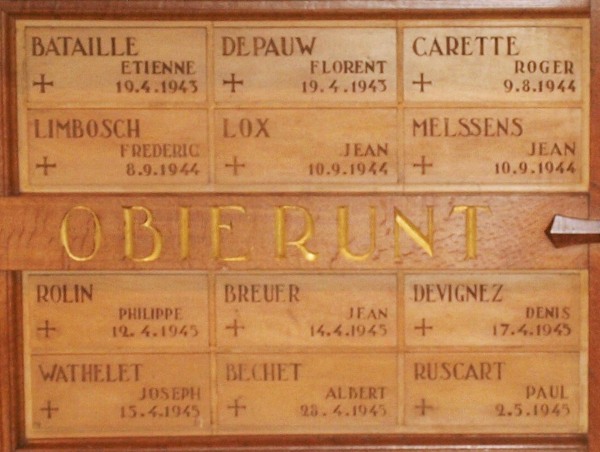 BATAILLE
ETIENNE
+ 19.4.1943
DEPAUW
FLORENT
+ 19.4.1943
CARETTE
ROGER
+ 9.8.1944
LIMBOSCH
FREDERIC
+ 8.9.1944
LOX
JEAN
+ 10.9.1944
MELSSENS
JEAN
+ 10.9.1944
OBIERUNT
ROLIN
PHILIPPE
+ 12.4.1945
BREUER
JEAN
+ 14.4.1945
DEVIGNEZ
DENIS
+ 17.4.1945
WATHELET
JOSEPH
+ 15.4.1945
BECHET
ALBERT
+ 28.4.1945
RUSCART
PAUL
+ 2.5.1945